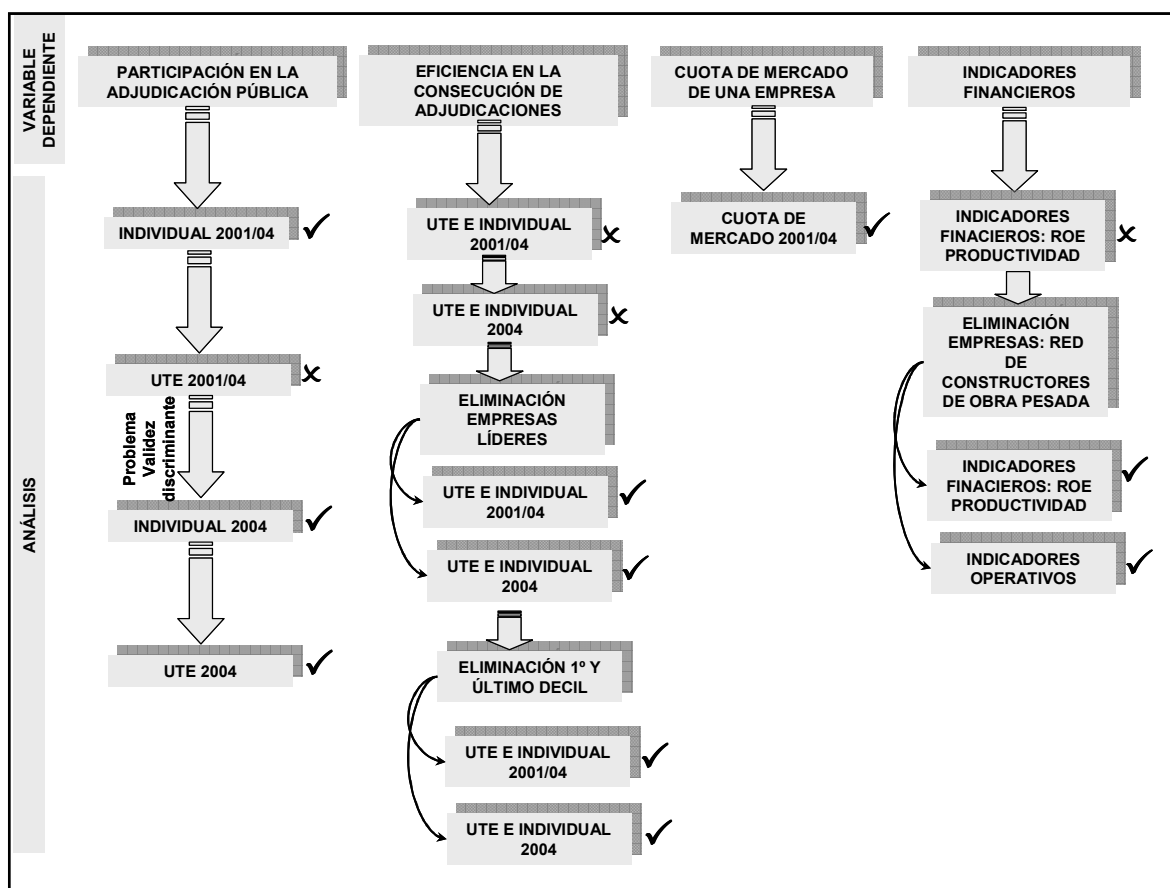 VARIABLE
DEPENDIENTE
PARTICIPACIÓN EN LA
ADJUDICACIÓN PÚBLICA
EFICIENCIA EN LA
CONSECUCIÓN DE
ADJUDICACIONES
CUOTA DE MERCADO
DE UNA EMPRESA
INDICADORES
FINANCIEROS
ANÁLISIS
INDIVIDUAL 2001/04
UTE 2001/04
Problema
Validez
discriminante
INDIVIDUAL 2004
UTE 2004
UTE E INDIVIDUAL
2001/04
UTE E INDIVIDUAL
2004
ELIMINACIÓN
EMPRESAS
LÍDERES
UTE E INDIVIDUAL
2001/04
UTE E INDIVIDUAL
2004
ELIMINACIÓN 1º Y
ÚLTIMO DECIL
UTE E INDIVIDUAL
2001/04
UTE E INDIVIDUAL
2004
CUOTA DE
MERCADO 2001/04
INDICADORES
FINACIEROS: ROE
PRODUCTIVIDAD
ELIMINACIÓN
EMPRESAS: RED
DE
CONSTRUCTORES
DE OBRA PESADA
INDICADORES
FINACIEROS: ROE
PRODUCTIVIDAD
INDICADORES
OPERATIVOS